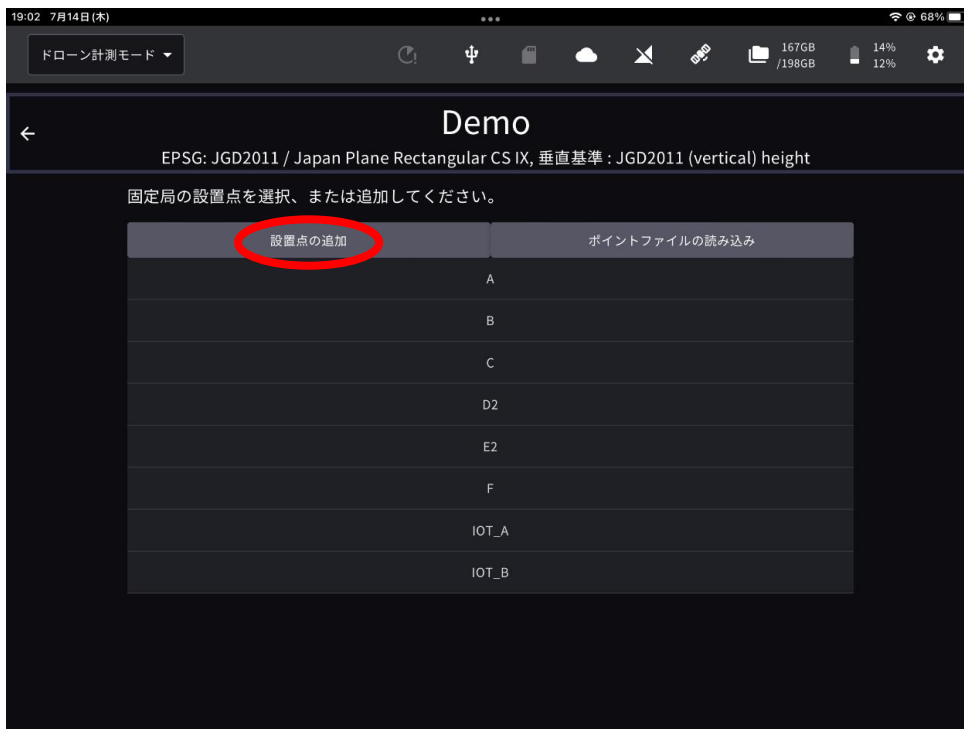 19:02 7月14日(木)
68%
ドローン計測モード
167GB
/198GB
14%
12%
Demo
EPSG: JGD2011 / Japan Plane Rectangular CS IX, 垂直基準 : JGD2011 (vertical) height
固定局の設置点を選択、または追加してください。
設置点の追加
ポイントファイルの読み込み
A
B
C
D2
E2
F
IOT_A
IOT_B